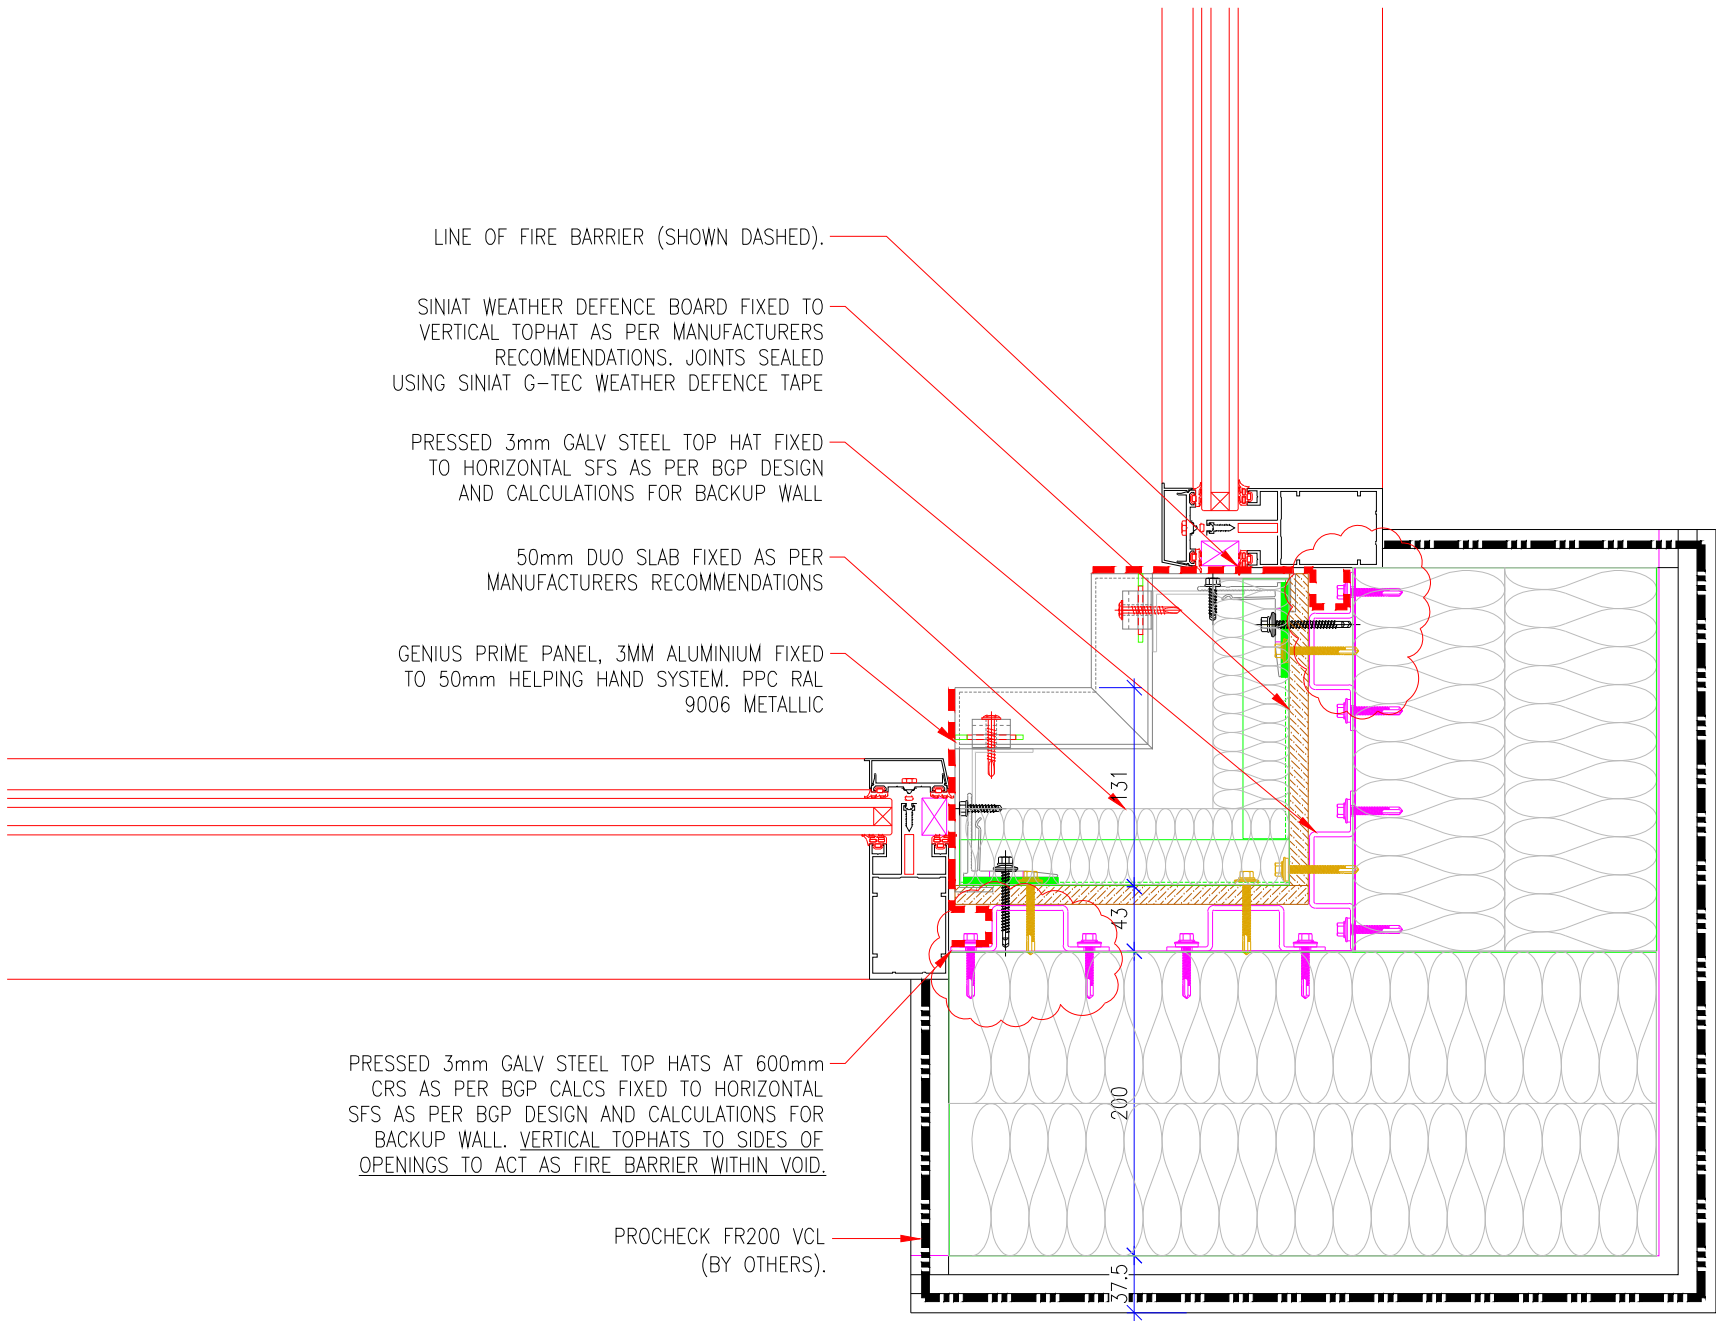 LINE OF FIRE BARRIER (SHOWN DASHED).
SINIAT WEATHER DEFENCE BOARD FIXED TO
VERTICAL TOPHAT AS PER MANUFACTURERS
RECOMMENDATIONS. JOINTS SEALED
USING SINIAT G-TEC WEATHER DEFENCE TAPE
PRESSED 3mm GALV STEEL TOP HAT FIXED
TO HORIZONTAL SFS AS PER BGP DESIGN
AND CALCULATIONS FOR BACKUP WALL
50mm DUO SLAB FIXED AS PER
MANUFACTURERS RECOMMENDATIONS
GENIUS PRIME PANEL, 3MM ALUMINIUM FIXED
TO 50mm HELPING HAND SYSTEM. PPC RAL
9006 METALLIC
PRESSED 3mm GALV STEEL TOP HATS AT 600mm
CRS AS PER BGP CALCS FIXED TO HORIZONTAL
SFS AS PER BGP DESIGN AND CALCULATIONS FOR
BACKUP WALL. VERTICAL TOPHATS TO SIDES OF
OPENINGS TO ACT AS FIRE BARRIER WITHIN VOID.
PROCHECK FR200 VCL
(BY OTHERS).
131
43
200
37.5